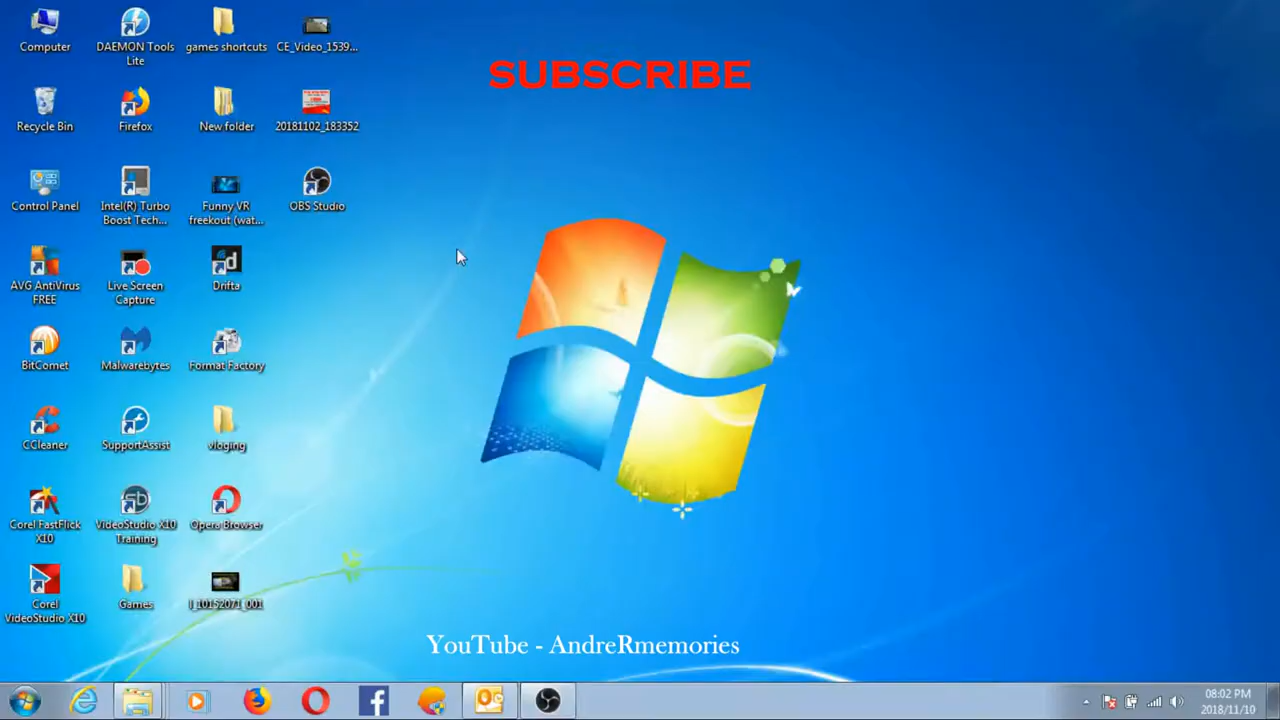 SUBSCRIBE
Computer
DAEMON Tools
Lite
games shortcuts
CE_Video_1539...
Recycle Bin
Firefox
New folder
20181102_183352
Control Panel
Intel(R) Turbo
Boost Tech...
Funny VR
freekout (wat...
OBS Studio
AVG AntiVirus
FREE
Live Screen
Capture
Drifta
BitComet
Malwarebytes
Format Factory
CCleaner
SupportAssist
vloging
Corel FastFlick
X10
VideoStudio X10
Training
Opera Browser
Corel
VideoStudio X10
Games
I_10152071_001
YouTube - AndreRmemories
08:02 PM
2018/11/10